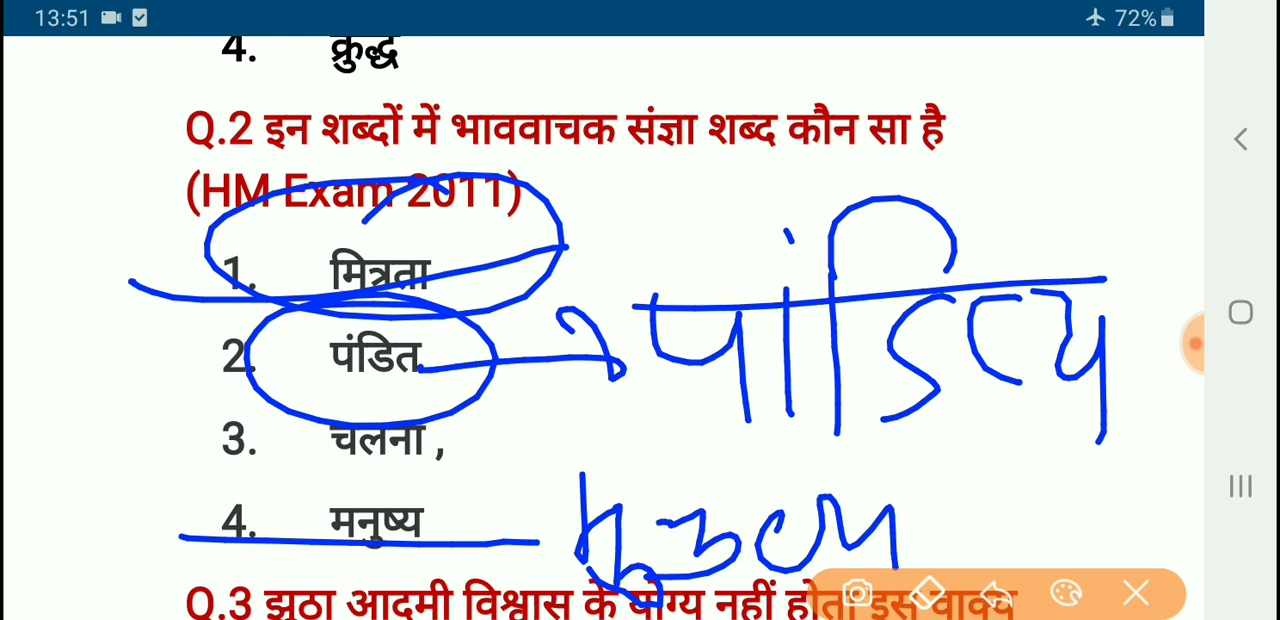 13:51 72%
4. क्रुद्ध
Q.2 इन शब्दों में भाववाचक संज्ञा शब्द कौन सा है
(HM Exam 2011)
1. मित्रता
2. पंडित पांडित्य
3. चलना ,
4. मनुष्य
Q.3 झूठा आदमी विश्वास के योग्य नहीं होता इस वाक्य